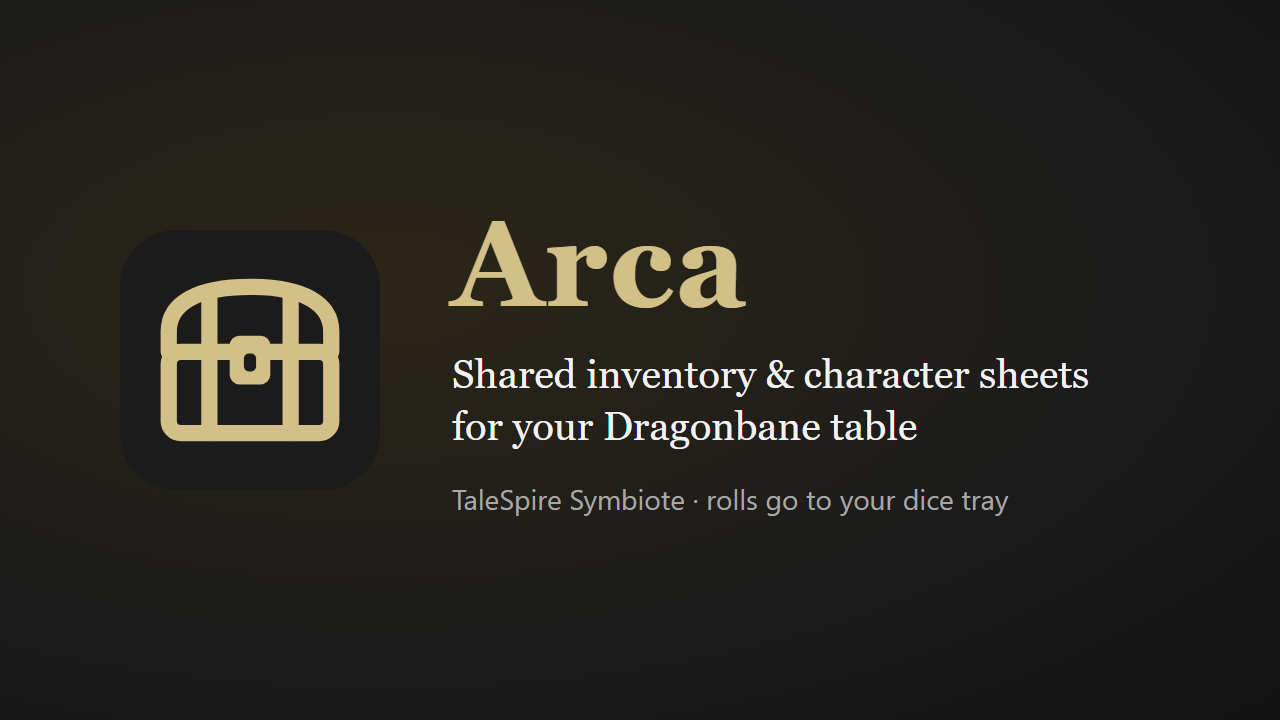 Arca
Shared inventory & character sheets
for your Dragonbane table
TaleSpire Symbiote · rolls go to your dice tray